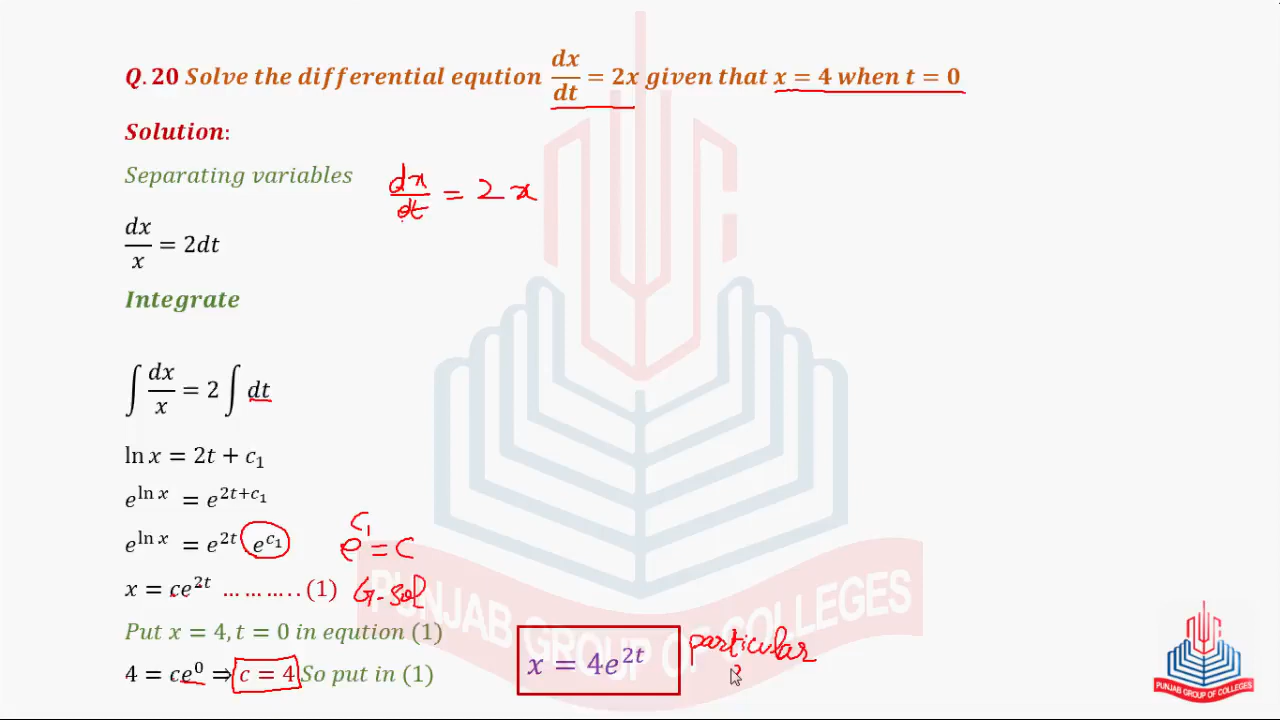 Q. 20 Solve the differential eqution dx/dt = 2x given that x = 4 when t = 0
Solution:
Separating variables
dx/dt = 2x
dx/x = 2dt
Integrate
∫ dx/x = 2 ∫ dt
ln x = 2t + c₁
e^(ln x) = e^(2t+c₁)
e^(ln x) = e^(2t) e^(c₁)
e^(c₁) = c
x = ce^(2t) ... ... ... .. (1) G.sol
Put x = 4, t = 0 in eqution (1)
4 = ce⁰ ⇒ c = 4 So put in (1)
x = 4e^(2t) particular
PUNJAB GROUP OF COLLEGES
PUNJAB GROUP OF COLLEGES